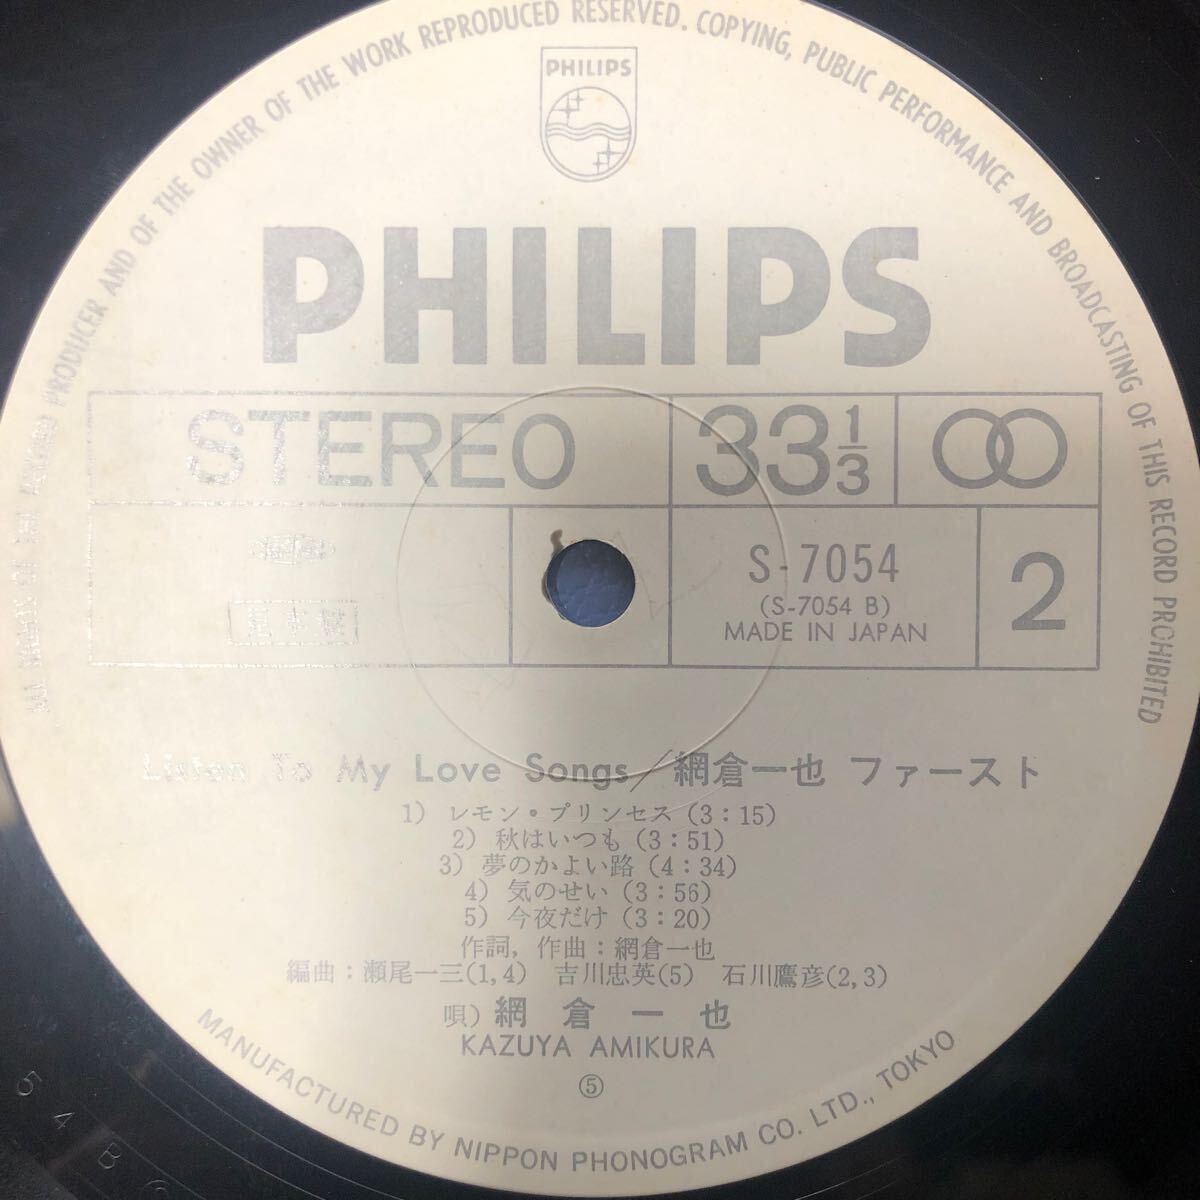 PRODUCER AND OF THE OWNER OF THE WORK REPRODUCED RESERVED. COPYING, PUBLIC PERFORMANCE AND BROADCASTING OF THIS RECORD PROHIBITED
PHILIPS
PHILIPS
STEREO
33 1/3
S-7054
(S-7054 B)
MADE IN JAPAN
2
見本盤
Listen To My Love Songs/網倉一也 ファースト
1) レモン・プリンセス (3:15)
2) 秋はいつも (3:51)
3) 夢のかよい路 (4:34)
4) 気のせい (3:56)
5) 今夜だけ (3:20)
作詞, 作曲:網倉一也
編曲:瀬尾一三(1,4) 吉川忠英(5) 石川鷹彦(2,3)
唄) 網倉一也
KAZUYA AMIKURA
⑤
MANUFACTURED BY NIPPON PHONOGRAM CO. LTD., TOKYO
5 4 B